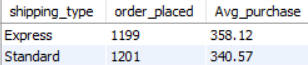 shipping_type order_placed Avg_purchase
Express 1199 358.12
Standard 1201 340.57